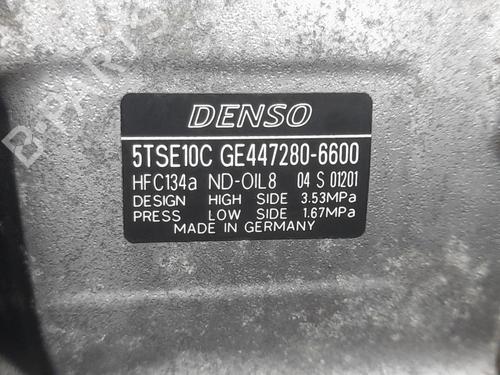 B-PARTS
DENSO
5TSE10C GE447280-6600
HFC134a ND-OIL8 04 S 01201
DESIGN HIGH SIDE 3.53MPa
PRESS LOW SIDE 1.67MPa
MADE IN GERMANY